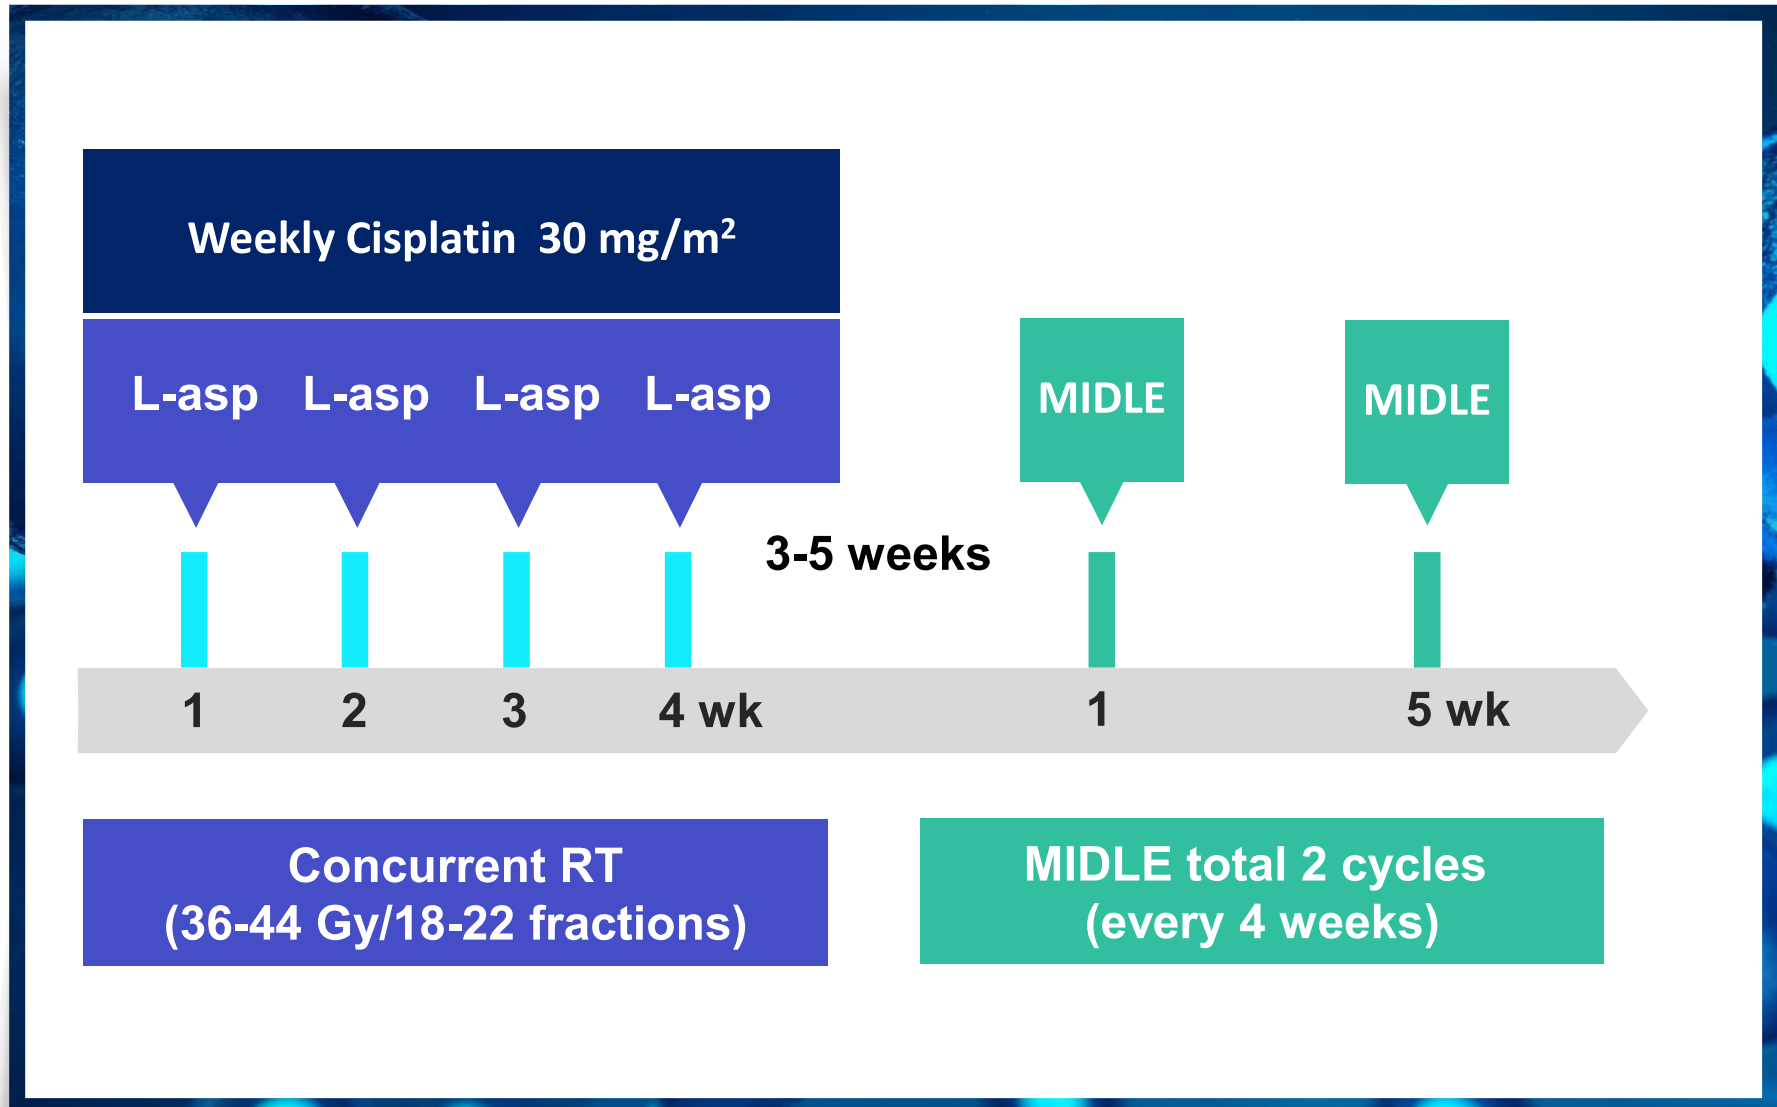 Weekly Cisplatin  30 mg/m²
L-asp L-asp L-asp L-asp
MIDLE
MIDLE
3-5 weeks
1 2 3 4 wk 1 5 wk
Concurrent RT
(36-44 Gy/18-22 fractions)
MIDLE total 2 cycles
(every 4 weeks)